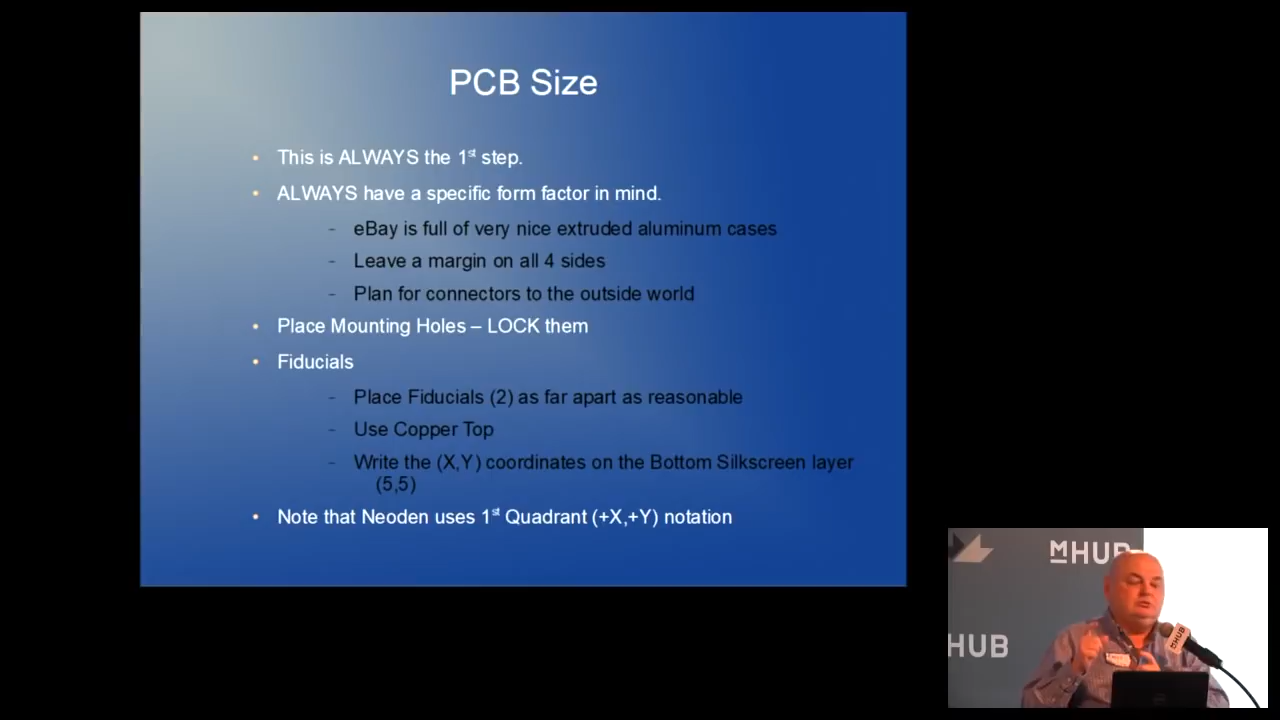 PCB Size
• This is ALWAYS the 1st step.
• ALWAYS have a specific form factor in mind.
– eBay is full of very nice extruded aluminum cases
– Leave a margin on all 4 sides
– Plan for connectors to the outside world
• Place Mounting Holes – LOCK them
• Fiducials
– Place Fiducials (2) as far apart as reasonable
– Use Copper Top
– Write the (X,Y) coordinates on the Bottom Silkscreen layer
(5,5)
• Note that Neoden uses 1st Quadrant (+X,+Y) notation
MHUB
HUB
MHUB